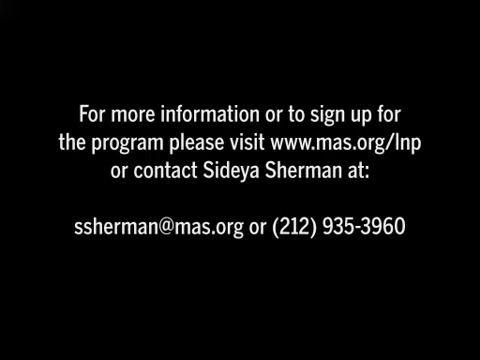 For more information or to sign up for
the program please visit www.mas.org/lnp
or contact Sideya Sherman at:
ssherman@mas.org or (212) 935-3960